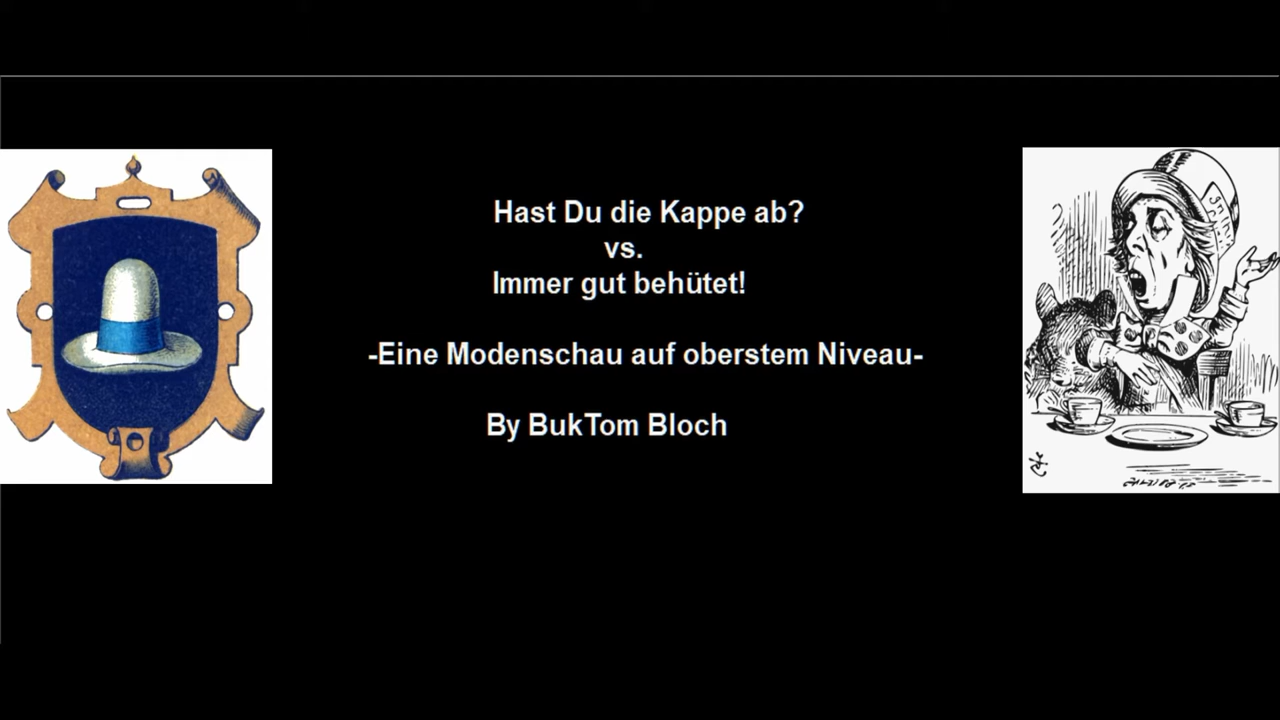 Hast Du die Kappe ab?
vs.
Immer gut behütet!
-Eine Modenschau auf oberstem Niveau-
By BukTom Bloch